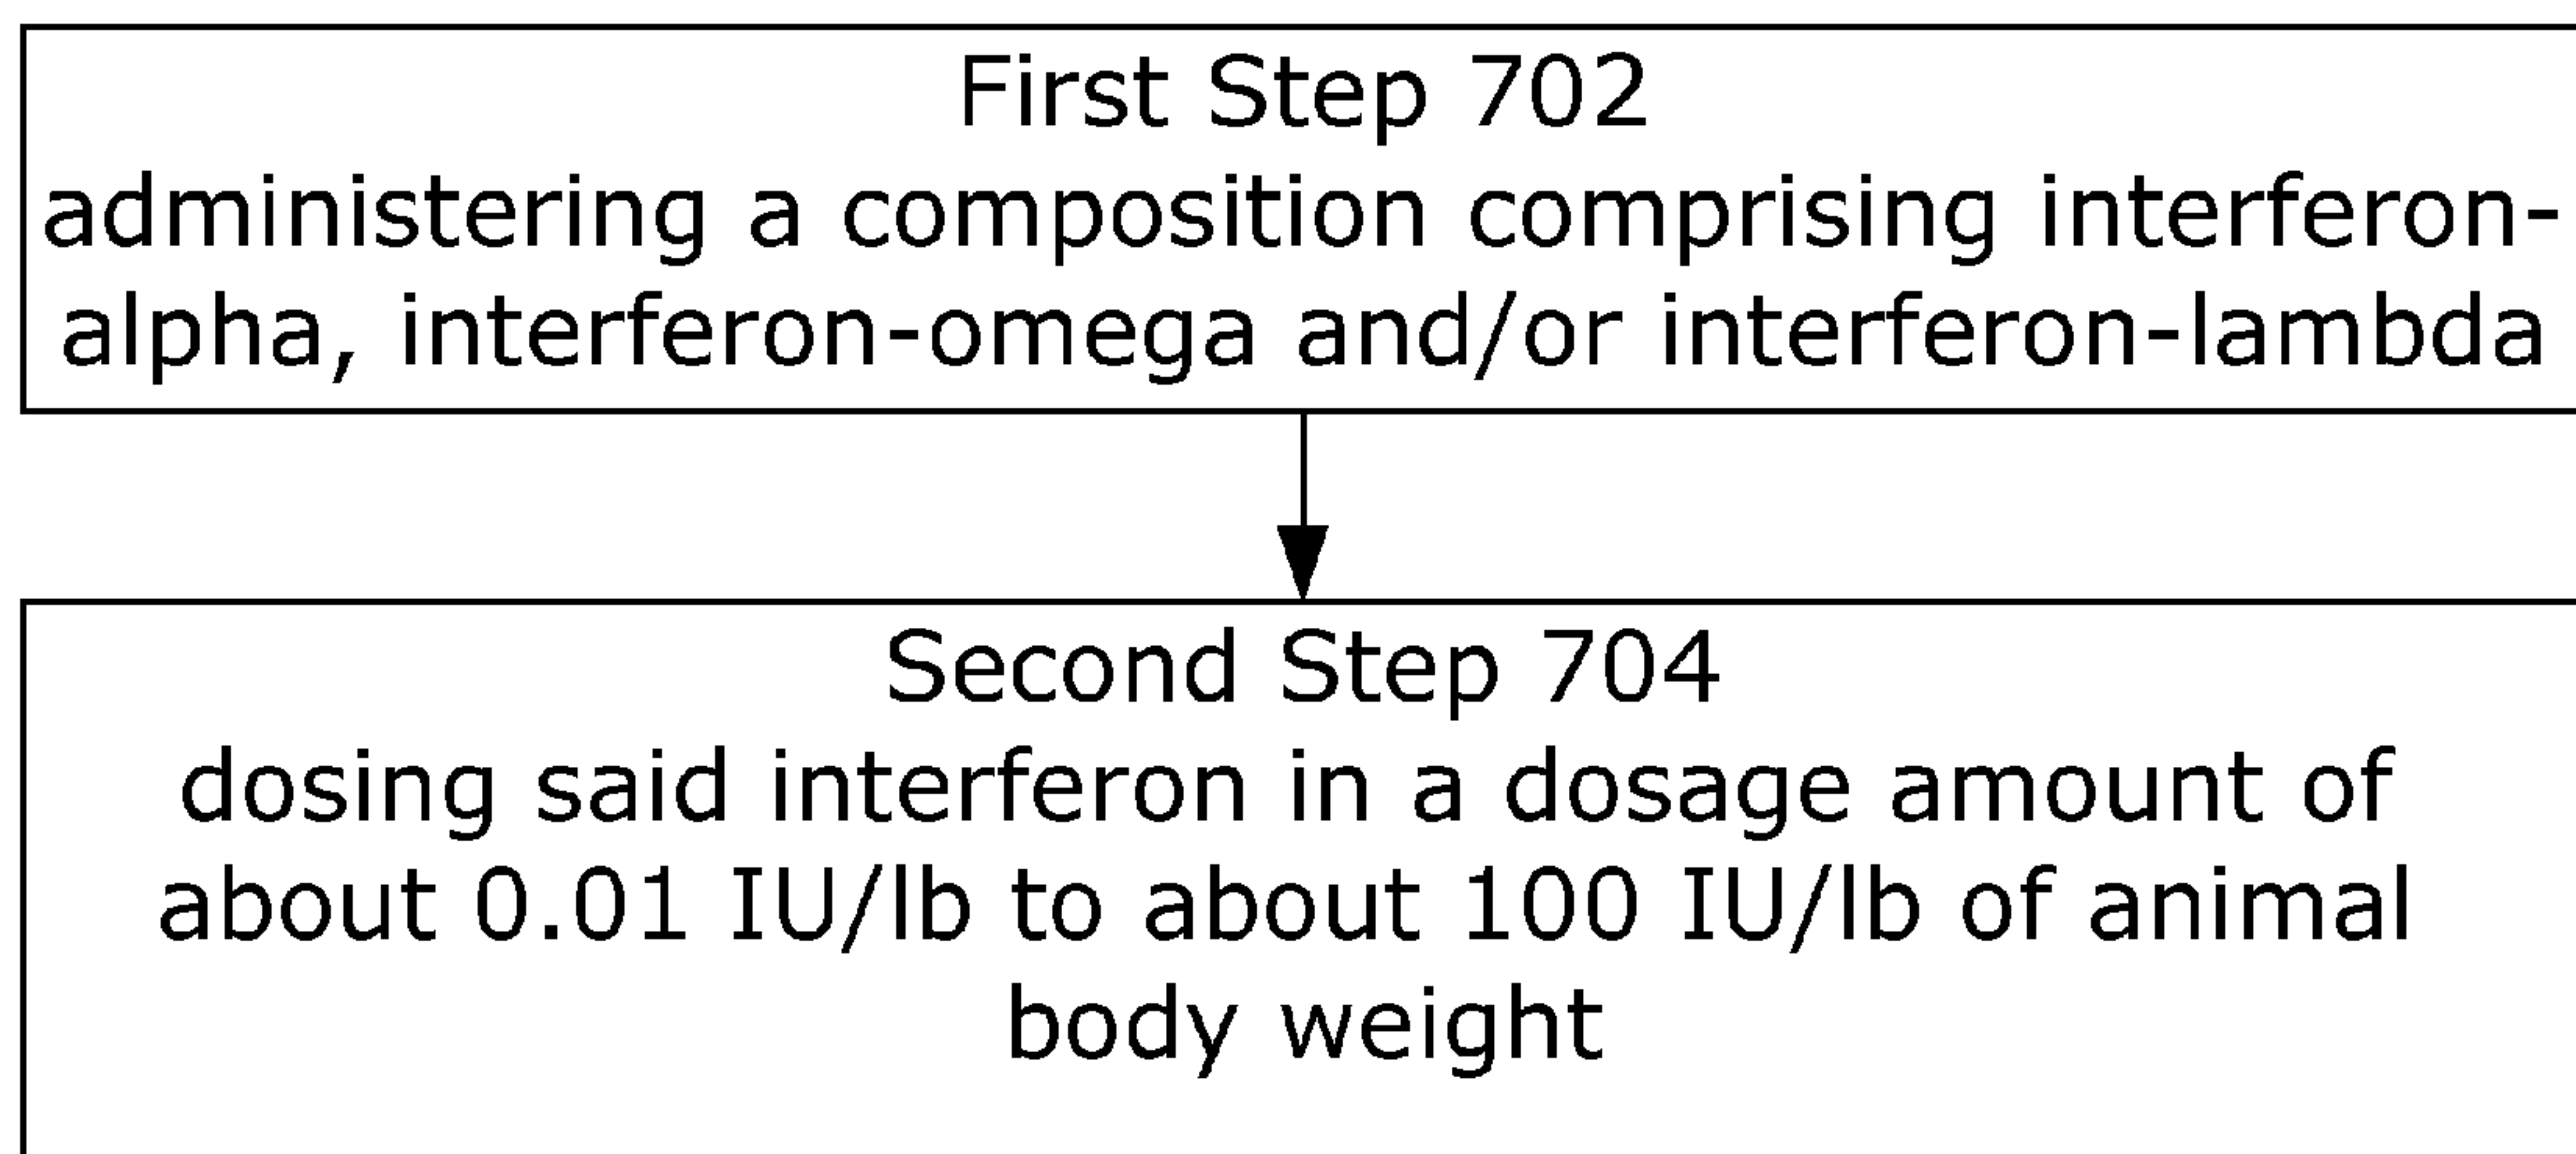 First Step 702
administering a composition comprising interferon-
alpha, interferon-omega and/or interferon-lambda
Second Step 704
dosing said interferon in a dosage amount of
about 0.01 IU/lb to about 100 IU/lb of animal
body weight